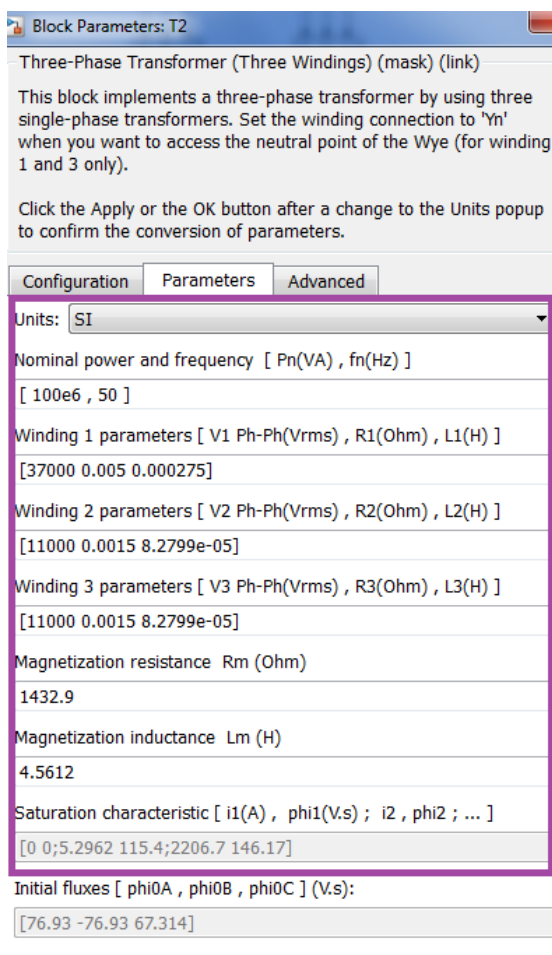 Block Parameters: T2
Three-Phase Transformer (Three Windings) (mask) (link)
This block implements a three-phase transformer by using three
single-phase transformers. Set the winding connection to 'Yn'
when you want to access the neutral point of the Wye (for winding
1 and 3 only).
Click the Apply or the OK button after a change to the Units popup
to confirm the conversion of parameters.
Configuration Parameters Advanced
Units: SI
Nominal power and frequency [ Pn(VA) , fn(Hz) ]
[ 100e6 , 50 ]
Winding 1 parameters [ V1 Ph-Ph(Vrms) , R1(Ohm) , L1(H) ]
[37000 0.005 0.000275]
Winding 2 parameters [ V2 Ph-Ph(Vrms) , R2(Ohm) , L2(H) ]
[11000 0.0015 8.2799e-05]
Winding 3 parameters [ V3 Ph-Ph(Vrms) , R3(Ohm) , L3(H) ]
[11000 0.0015 8.2799e-05]
Magnetization resistance Rm (Ohm)
1432.9
Magnetization inductance Lm (H)
4.5612
Saturation characteristic [ i1(A) , phi1(V.s) ; i2 , phi2 ; ... ]
[0 0;5.2962 115.4;2206.7 146.17]
Initial fluxes [ phi0A , phi0B , phi0C ] (V.s):
[76.93 -76.93 67.314]